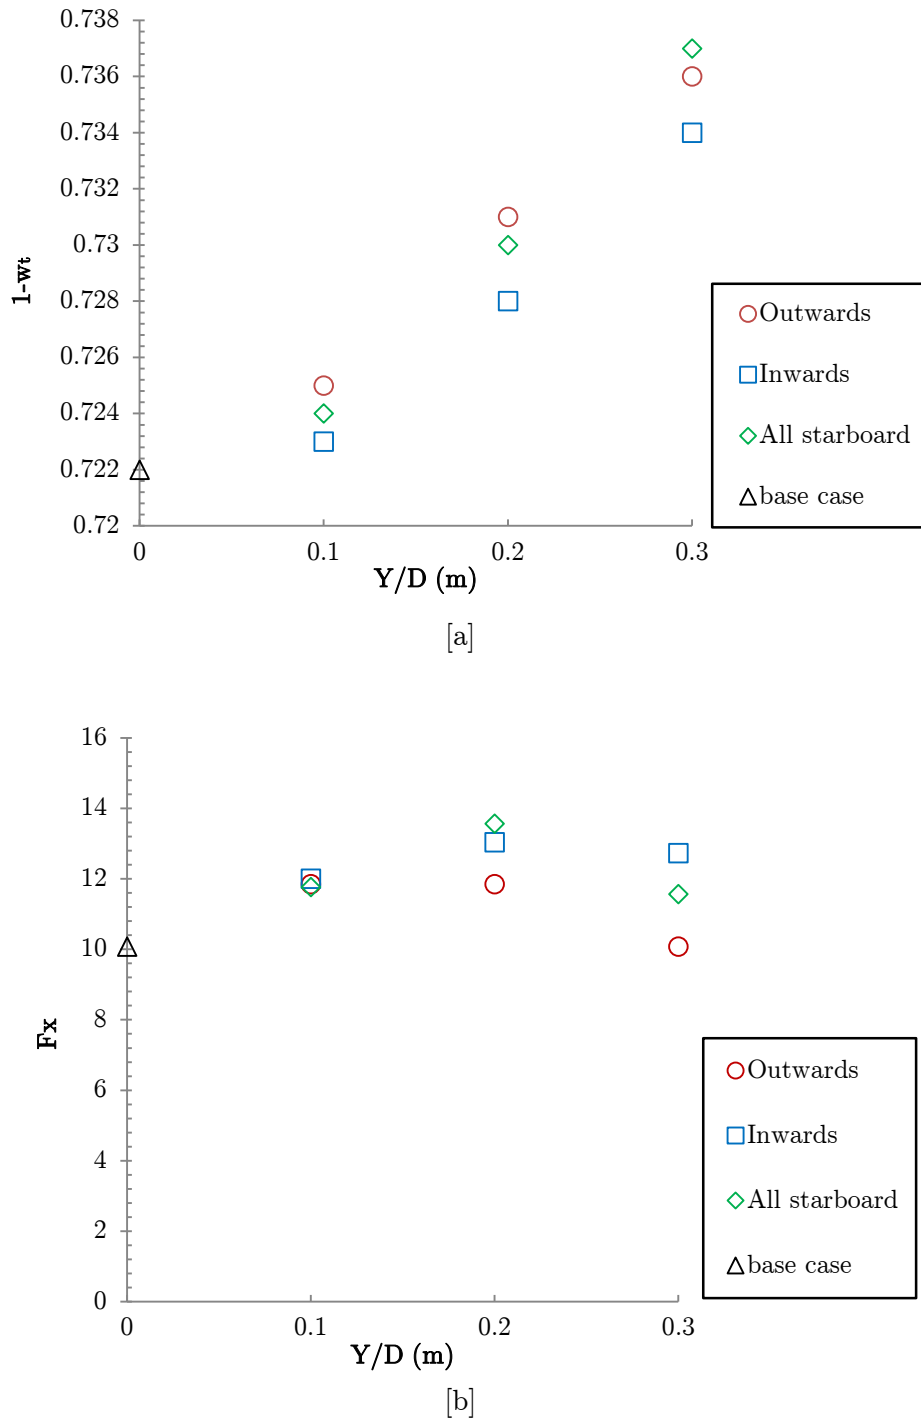 0.738
0.736
0.734
0.732
0.73
0.728
0.726
0.724
0.722
0.72
1-wt
0 0.1 0.2 0.3
Y/D (m)
Outwards
Inwards
All starboard
base case
[a]
16
14
12
10
8
6
4
2
0
Fx
0 0.1 0.2 0.3
Y/D (m)
Outwards
Inwards
All starboard
base case
[b]